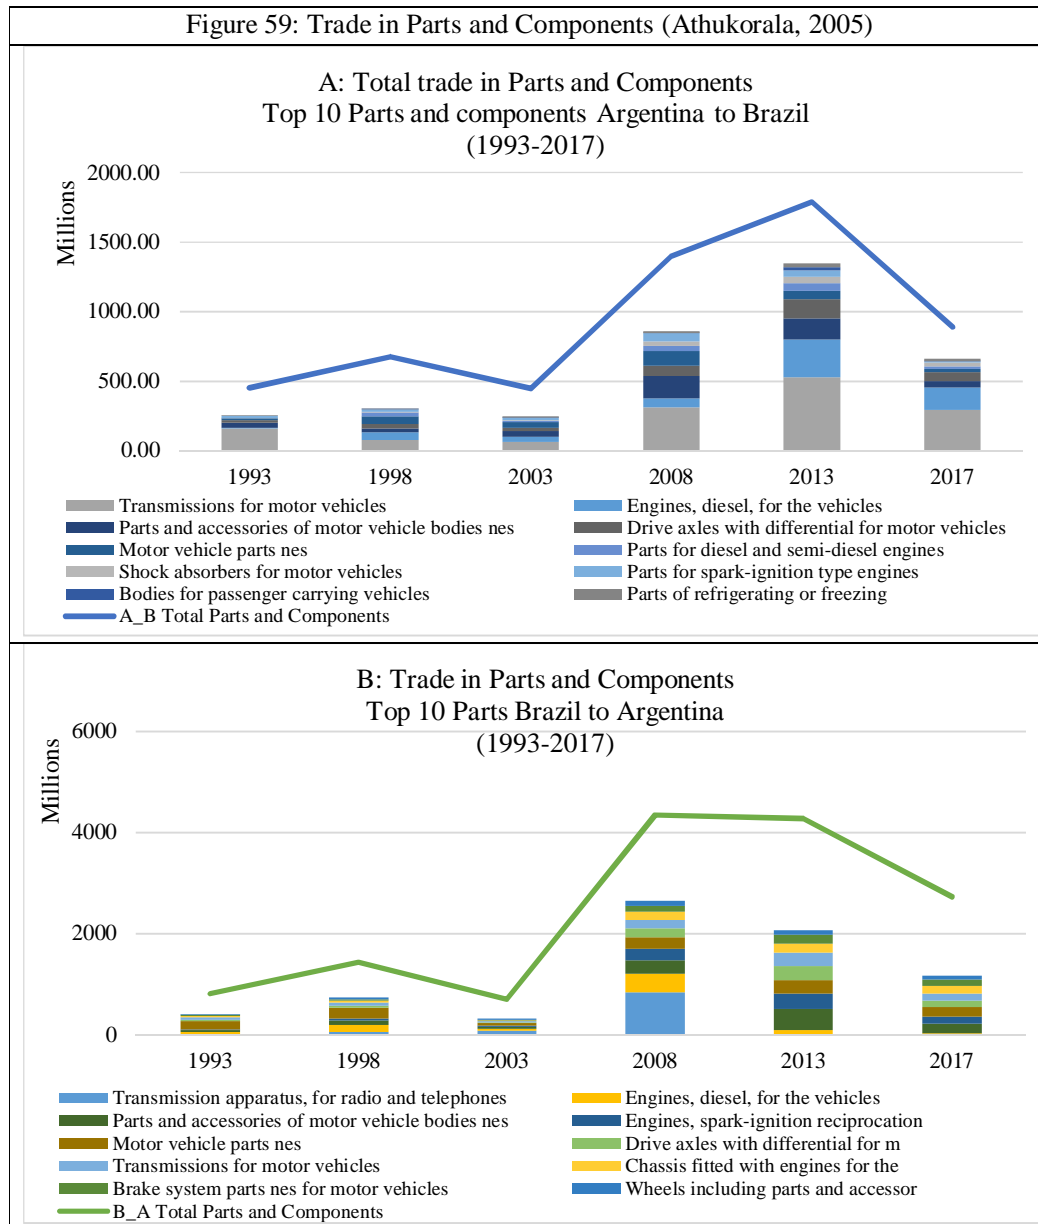 Figure 59: Trade in Parts and Components (Athukorala, 2005)
A: Total trade in Parts and Components
Top 10 Parts and components Argentina to Brazil
(1993-2017)
Millions
2000.00
1500.00
1000.00
500.00
0.00
1993 1998 2003 2008 2013 2017
Transmissions for motor vehicles Engines, diesel, for the vehicles
Parts and accessories of motor vehicle bodies nes Drive axles with differential for motor vehicles
Motor vehicle parts nes Parts for diesel and semi-diesel engines
Shock absorbers for motor vehicles Parts for spark-ignition type engines
Bodies for passenger carrying vehicles Parts of refrigerating or freezing
A_B Total Parts and Components
B: Trade in Parts and Components
Top 10 Parts Brazil to Argentina
(1993-2017)
Millions
6000
4000
2000
0
1993 1998 2003 2008 2013 2017
Transmission apparatus, for radio and telephones Engines, diesel, for the vehicles
Parts and accessories of motor vehicle bodies nes Engines, spark-ignition reciprocation
Motor vehicle parts nes Drive axles with differential for m
Transmissions for motor vehicles Chassis fitted with engines for the
Brake system parts nes for motor vehicles Wheels including parts and accessor
B_A Total Parts and Components